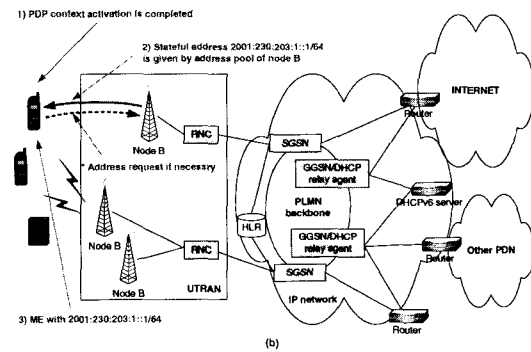 1) PDP context activation is completed
2) Stateful address 2001:230:203:1::1/64
is given by address pool of node B
INTERNET
Router
RNC
Node B
SGSN
* Address request if necessary
GGSN/DHCP
relay agent
DHCPv6 server
PLMN
backbone
HLR
GGSN/DHCP
relay agent
Node B
RNC
Router
Other PDN
SGSN
Node B
UTRAN
IP network
Router
3) ME with 2001:230:203:1::1/64
(b)